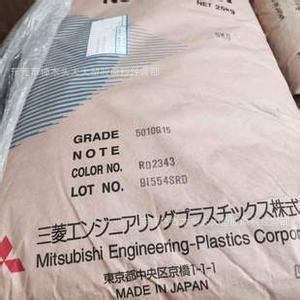 NET 25kg
GRADE 5010G15
NOTE
COLOR NO. RD2343
LOT NO. 91554SRD
三菱エンジニアリングプラスチックス株式
Mitsubishi Engineering-Plastics Corpor
東京都中央区京橋1-1-1
MADE IN JAPAN